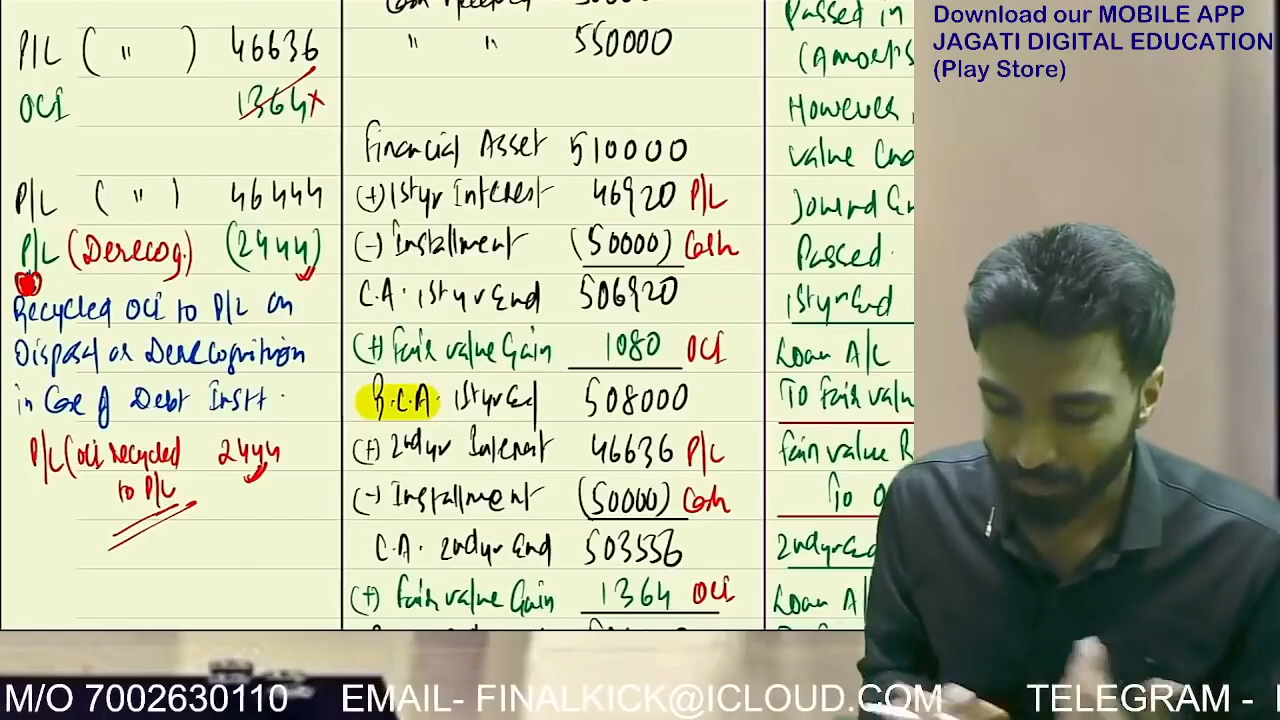 P/L ( " ) 46636
OCI 1364x
P/L ( " ) 46444
P/L (Derecog.) (2444)
Recycled OCI to P/L on
Disposal or Derecognition
in Case of Debt Instt.
P/L (OCI recycled 2444
to P/L
" " 550000
Financial Asset 510000
(+) 1st yr Interest 46920 P/L
(-) Installment (50000) Cash
C.A. 1st yr End 506920
(+) Fair value Gain 1080 OCI
R.C.A. 1st yr End 508000
(+) 2nd yr Interest 46636 P/L
(-) Installment (50000) Cash
C.A. 2nd yr End 503556
(+) Fair value Gain 1364 OCI
Passed in
However,
value
Passed.
1st yr End
Loan A/c
To Fair valu
Fair value R
To O
2nd yr End
Loan A/
Download our MOBILE APP
JAGATI DIGITAL EDUCATION
(Play Store)
M/O 7002630110 EMAIL- FINALKICK@ICLOUD.COM TELEGRAM -